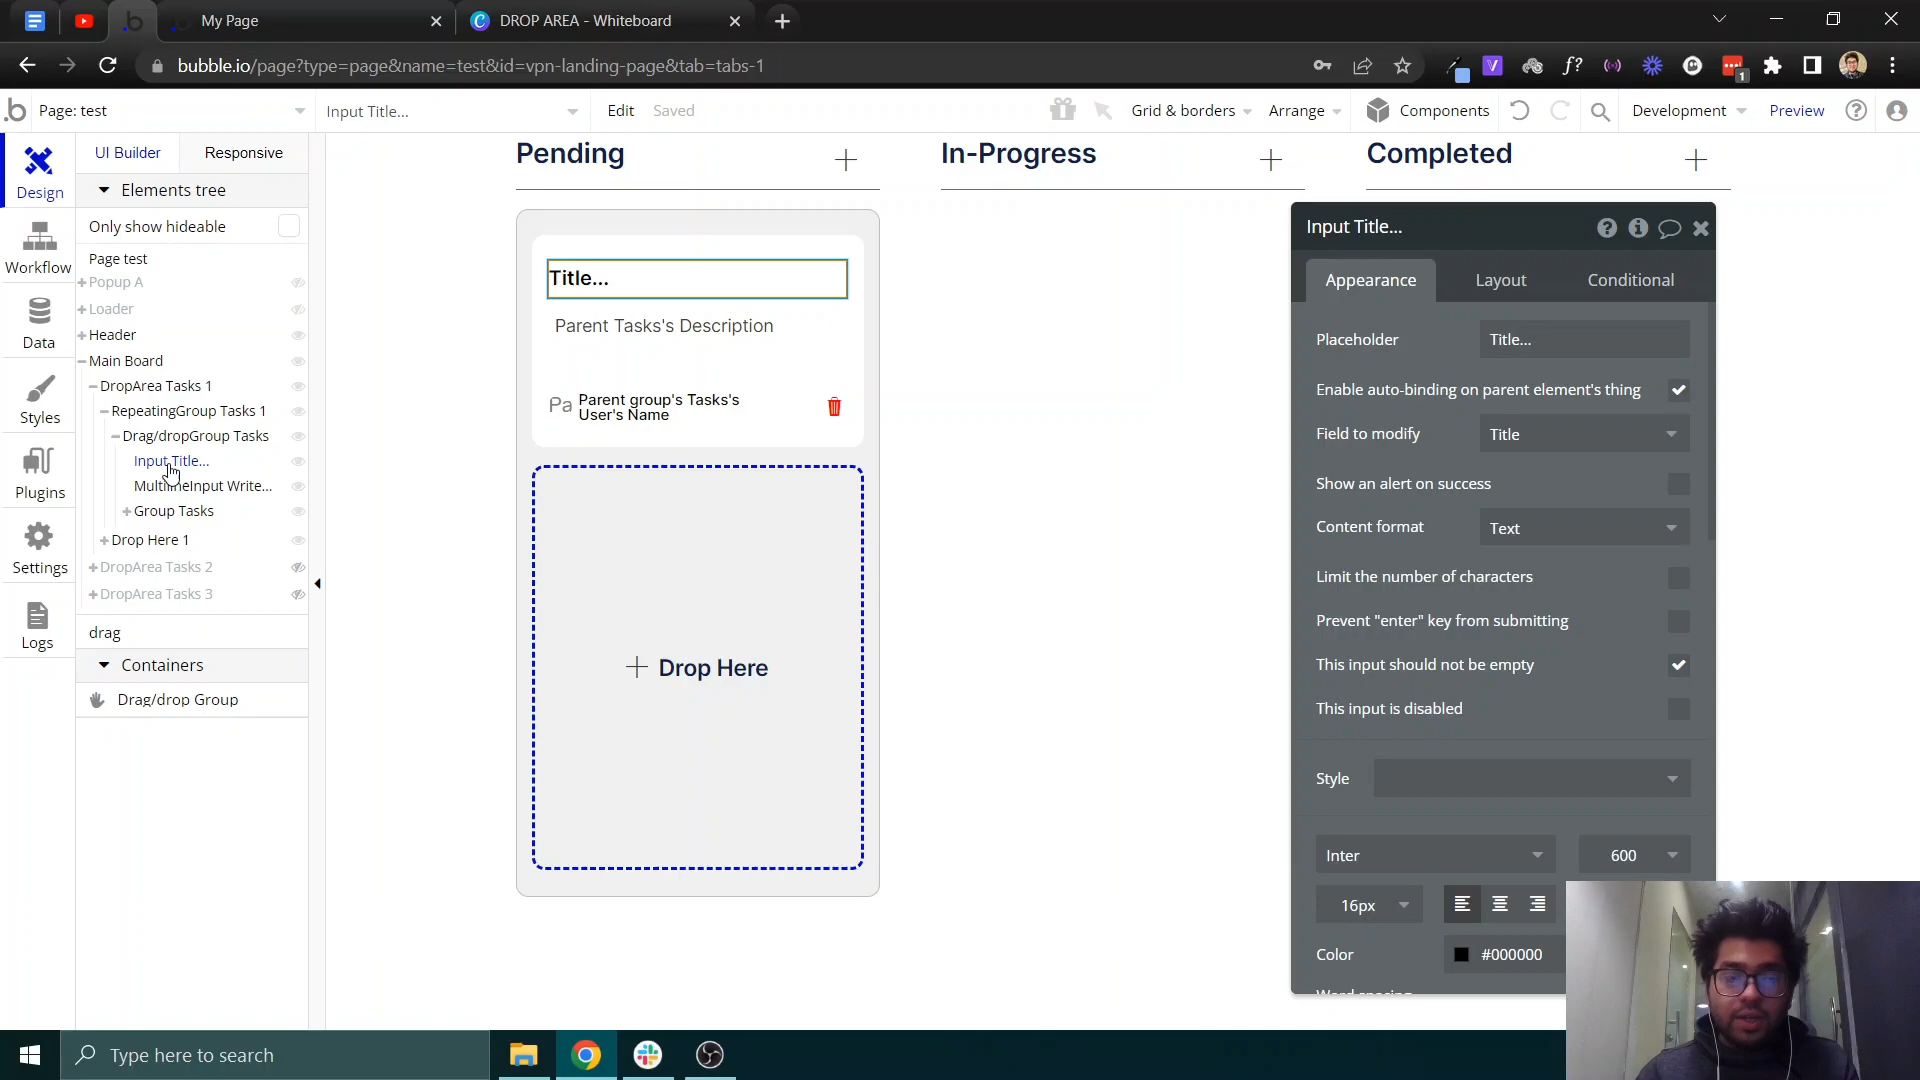 My Page
DROP AREA - Whiteboard
bubble.io/page?type=page&name=test&id=vpn-landing-page&tab=tabs-1
1
Page: test
Input Title...
Edit
Saved
Grid & borders
Arrange
Components
Development
Preview
UI Builder
Responsive
Design
Workflow
Data
Styles
Plugins
Settings
Logs
Elements tree
Only show hideable
Page test
Popup A
Loader
Header
Main Board
DropArea Tasks 1
RepeatingGroup Tasks 1
Drag/dropGroup Tasks
Input Title...
MultilineInput Write...
Group Tasks
Drop Here 1
DropArea Tasks 2
DropArea Tasks 3
drag
Containers
Drag/drop Group
Pending
In-Progress
Completed
Title...
Parent Tasks's Description
Pa
Parent group's Tasks's
User's Name
Drop Here
Input Title...
Appearance
Layout
Conditional
Placeholder
Title...
Enable auto-binding on parent element's thing
Field to modify
Title
Show an alert on success
Content format
Text
Limit the number of characters
Prevent "enter" key from submitting
This input should not be empty
This input is disabled
Style
Inter
600
16px
Color
#000000
Type here to search